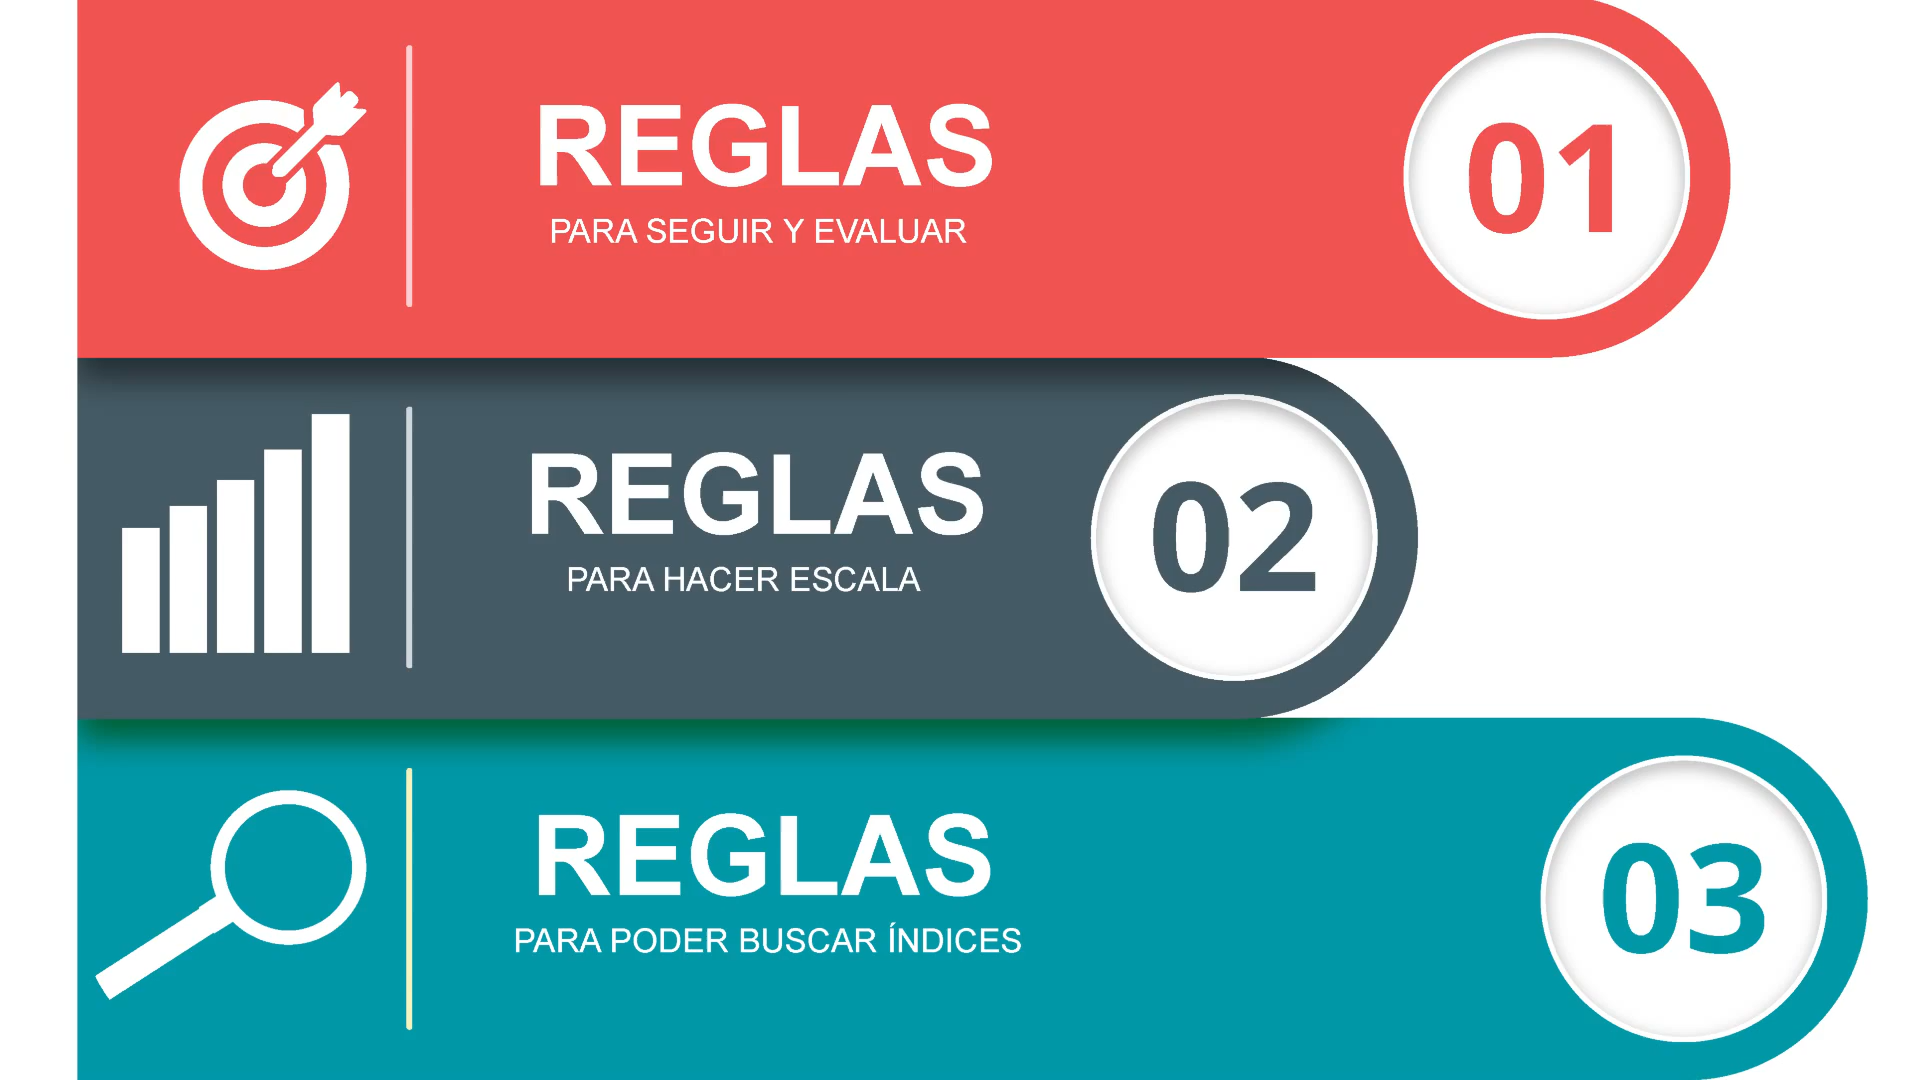 REGLAS
PARA SEGUIR Y EVALUAR
01
REGLAS
PARA HACER ESCALA
02
REGLAS
PARA PODER BUSCAR ÍNDICES
03